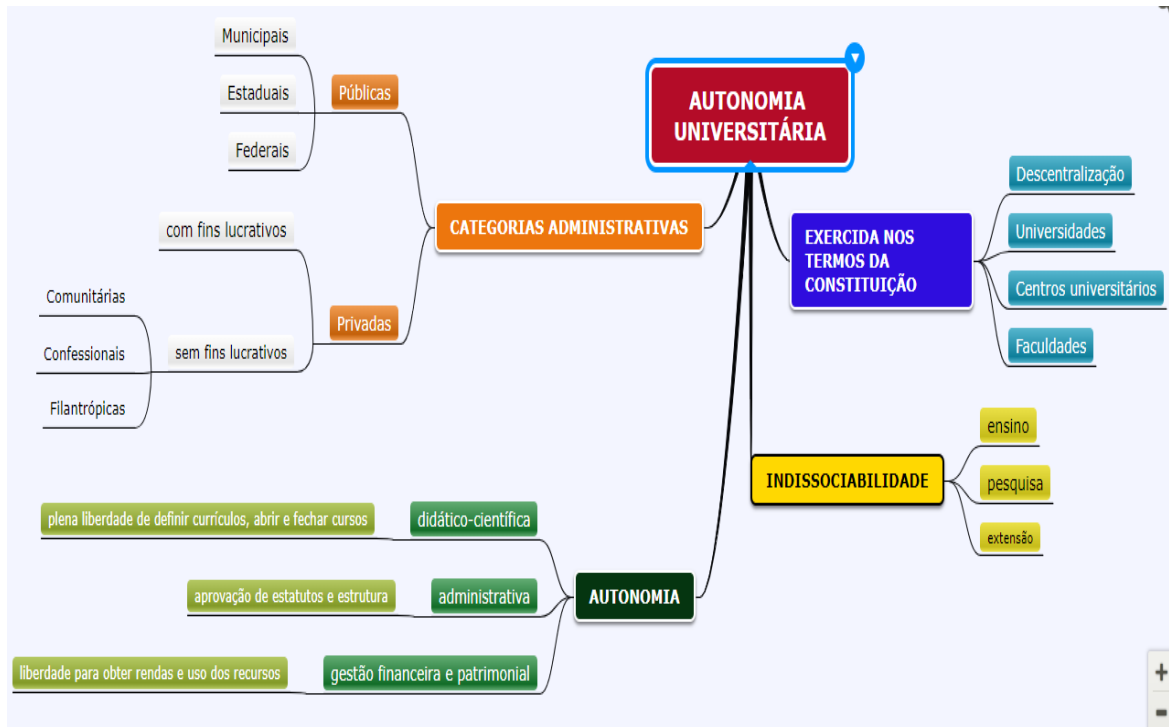 AUTONOMIA
UNIVERSITÁRIA
CATEGORIAS ADMINISTRATIVAS
Públicas
Municipais
Estaduais
Federais
Privadas
com fins lucrativos
sem fins lucrativos
Comunitárias
Confessionais
Filantrópicas
EXERCIDA NOS
TERMOS DA
CONSTITUIÇÃO
Descentralização
Universidades
Centros universitários
Faculdades
INDISSOCIABILIDADE
ensino
pesquisa
extensão
AUTONOMIA
didático-científica
plena liberdade de definir currículos, abrir e fechar cursos
administrativa
aprovação de estatutos e estrutura
gestão financeira e patrimonial
liberdade para obter rendas e uso dos recursos